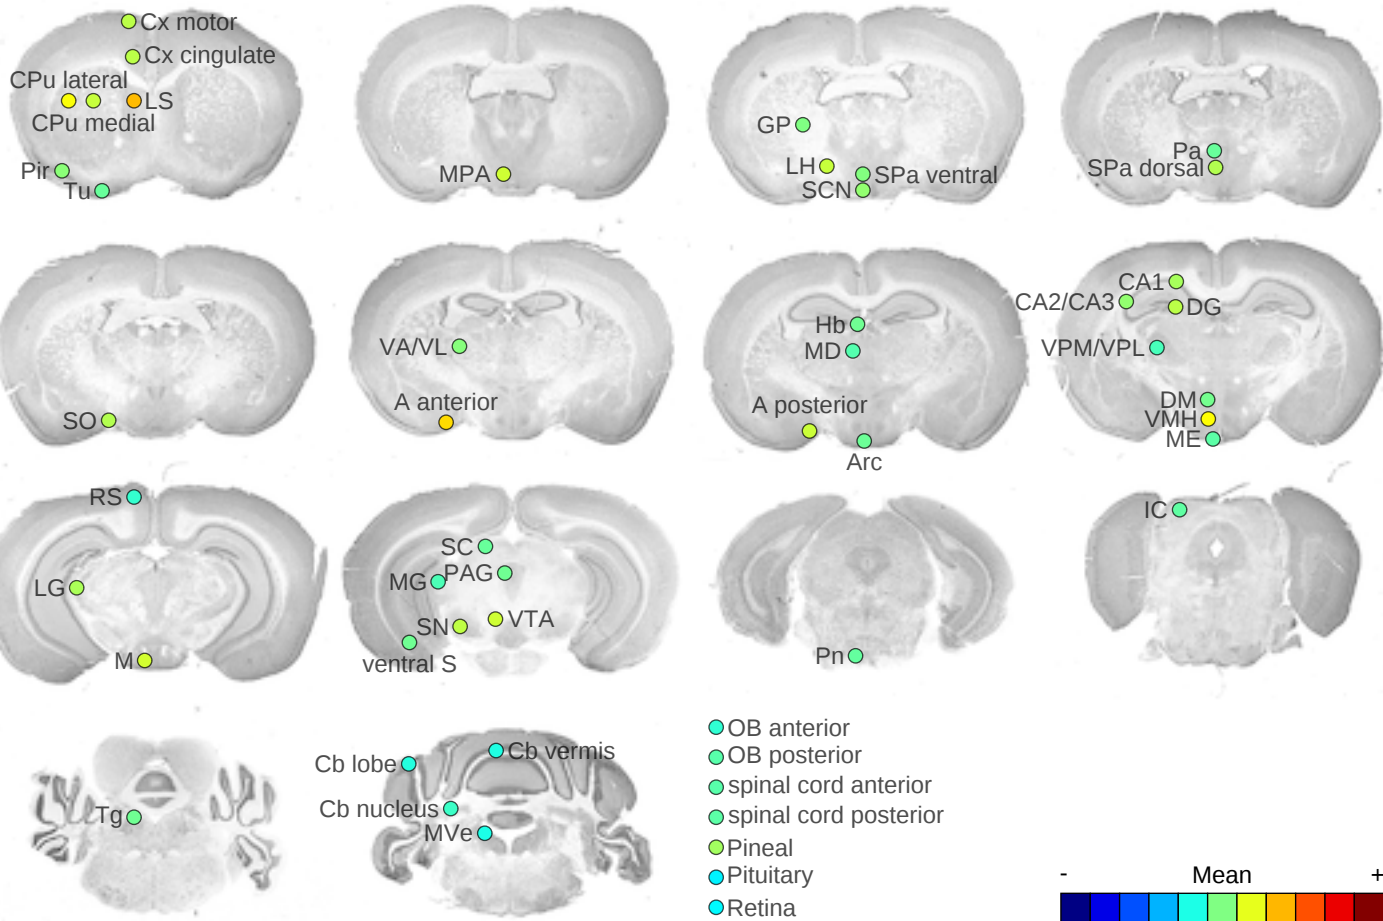 Cx motor
Cx cingulate
CPu lateral
LS
CPu medial
Pir
Tu
MPA
GP
LH
SPa ventral
SCN
Pa
SPa dorsal
SO
VA/VL
A anterior
Hb
MD
A posterior
Arc
CA1
CA2/CA3
DG
VPM/VPL
DM
VMH
ME
RS
LG
M
SC
PAG
MG
SN
VTA
ventral S
Pn
IC
Tg
Cb lobe
Cb vermis
Cb nucleus
MVe
OB anterior
OB posterior
spinal cord anterior
spinal cord posterior
Pineal
Pituitary
Retina
- Mean +